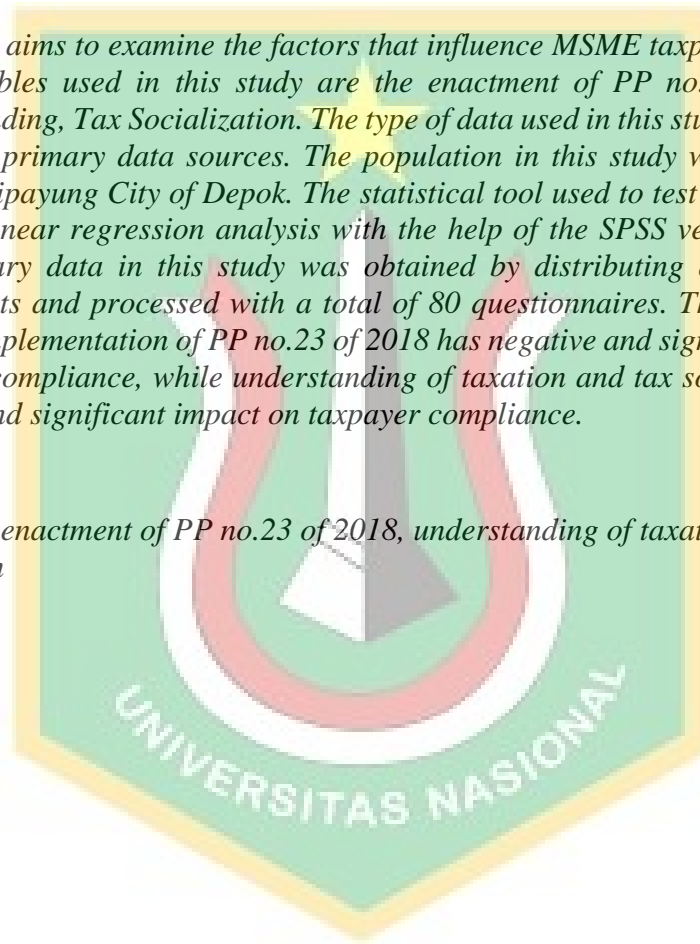 aims to examine the factors that influence MSME taxp
bles used in this study are the enactment of PP no.
ding, Tax Socialization. The type of data used in this stu
primary data sources. The population in this study w
ipayung City of Depok. The statistical tool used to test
near regression analysis with the help of the SPSS ve
ary data in this study was obtained by distributing
ts and processed with a total of 80 questionnaires. Th
plementation of PP no.23 of 2018 has negative and sign
compliance, while understanding of taxation and tax so
nd significant impact on taxpayer compliance.
enactment of PP no.23 of 2018, understanding of taxat
n
UNIVERSITAS NASIONAL